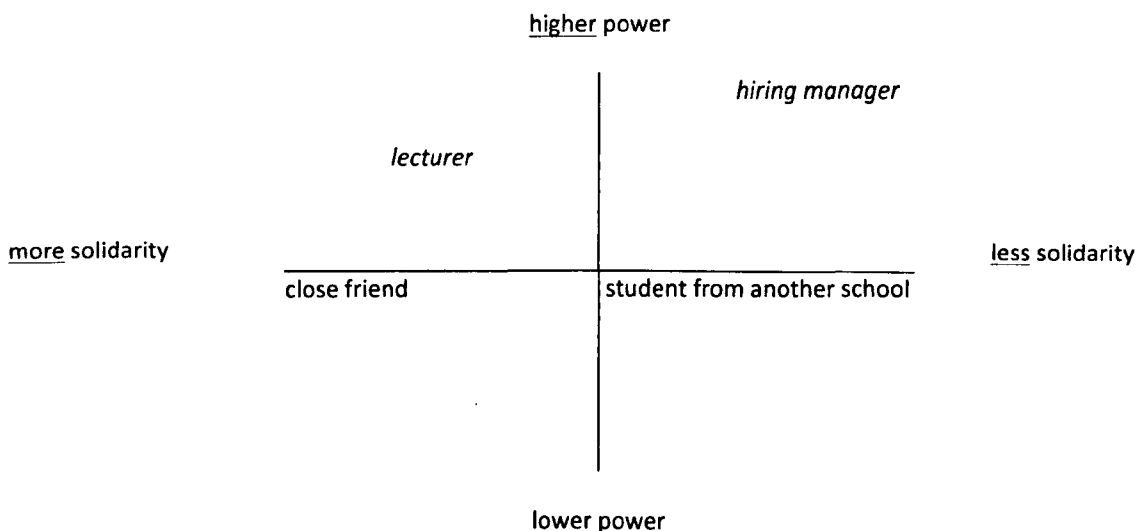 higher power
hiring manager
lecturer
more solidarity
less solidarity
close friend
student from another school
lower power